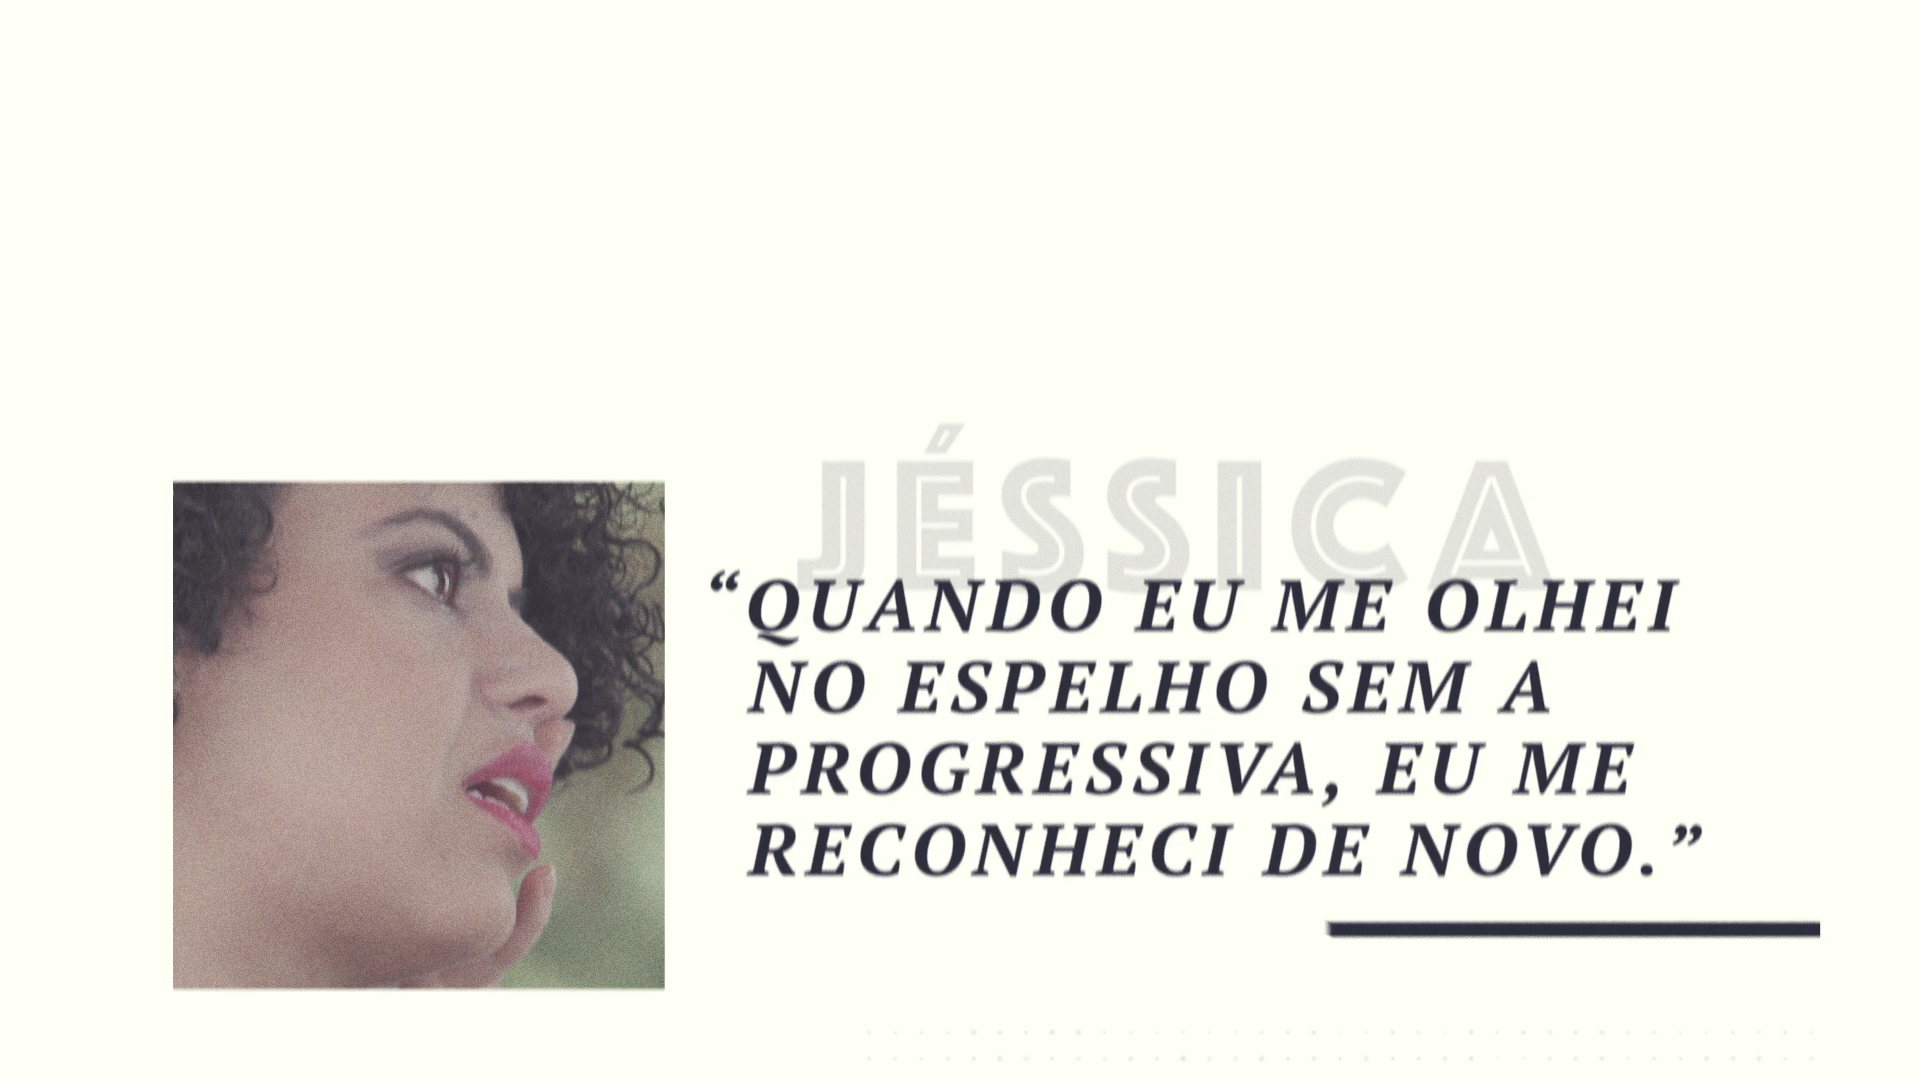 JÉSSICA
“QUANDO EU ME OLHEI
NO ESPELHO SEM A
PROGRESSIVA, EU ME
RECONHECI DE NOVO.”